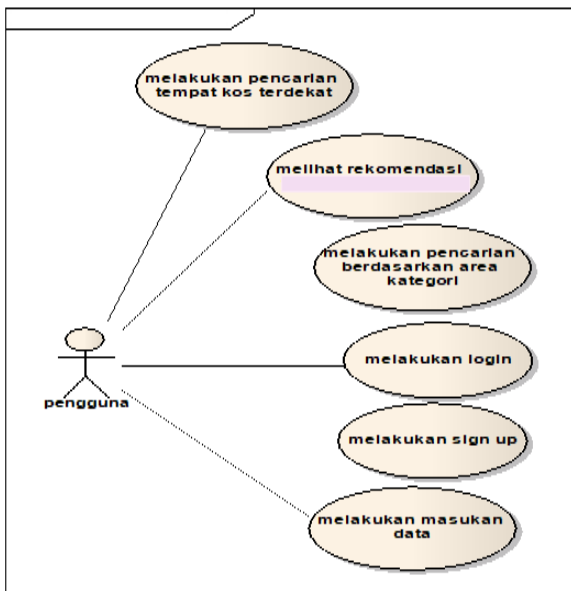 melakukan pencarian
tempat kos terdekat
melihat rekomendasi
melakukan pencarian
berdasarkan area
kategori
melakukan login
pengguna
melakukan sign up
melakukan masukan
data